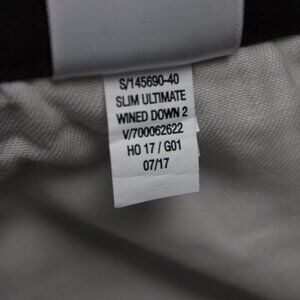 S/145690-40
SLIM ULTIMATE
WINED DOWN 2
V/700062622
HO 17 / G01
07/17